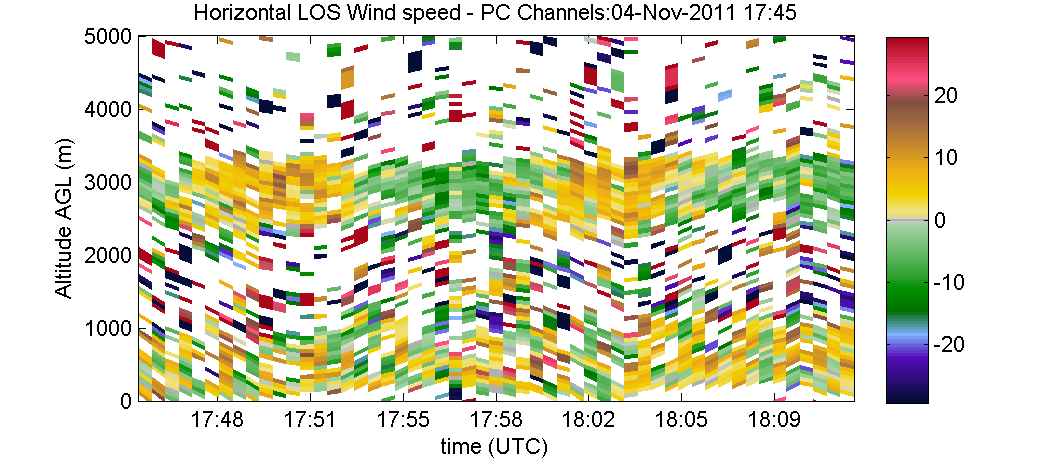 Horizontal LOS Wind speed - PC Channels:04-Nov-2011 17:45
5000
4000
3000
2000
1000
0
Altitude AGL (m)
17:48 17:51 17:55 17:58 18:02 18:05 18:09
time (UTC)
20
10
0
-10
-20